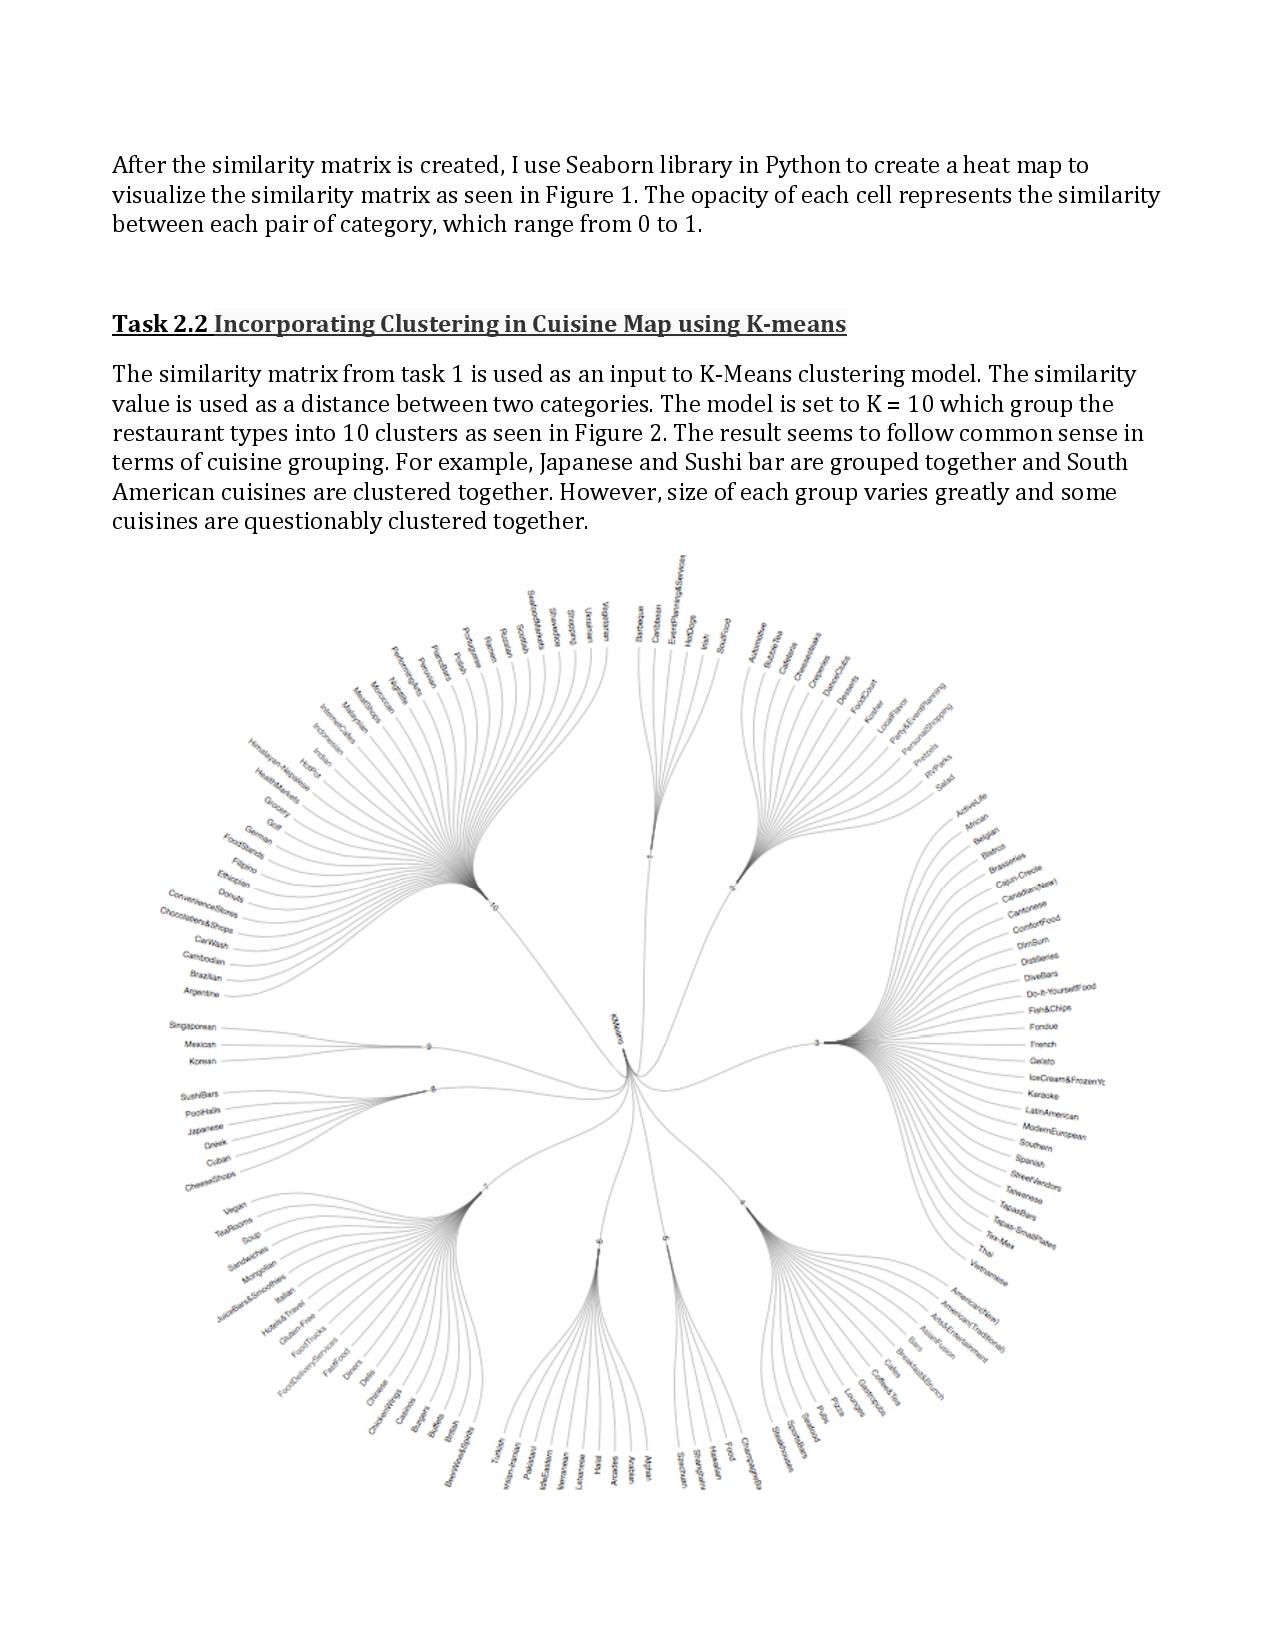 After the similarity matrix is created, I use Seaborn library in Python to create a heat map to
visualize the similarity matrix as seen in Figure 1. The opacity of each cell represents the similarity
between each pair of category, which range from 0 to 1.
Task 2.2 Incorporating Clustering in Cuisine Map using K-means
The similarity matrix from task 1 is used as an input to K-Means clustering model. The similarity
value is used as a distance between two categories. The model is set to K = 10 which group the
restaurant types into 10 clusters as seen in Figure 2. The result seems to follow common sense in
terms of cuisine grouping. For example, Japanese and Sushi bar are grouped together and South
American cuisines are clustered together. However, size of each group varies greatly and some
cuisines are questionably clustered together.
KMeans
1
Barbeque
Caribbean
EventPlanning&Services
HotDogs
Irish
SoulFood
2
Automotive
BubbleTea
Cafeteria
Cheesesteaks
Creperies
DanceClubs
Desserts
FoodCourt
Kosher
LocalFlavor
Party&EventPlanning
PersonalShopping
Pretzels
RVParks
Salad
3
ActiveLife
African
Belgian
Bistros
Brasseries
Cajun-Creole
Canadian(New)
Cantonese
ComfortFood
DimSum
Distilleries
DiveBars
Do-It-YourselfFood
Fish&Chips
Fondue
French
Gelato
IceCream&FrozenYo
Karaoke
LatinAmerican
ModernEuropean
Southern
Spanish
StreetVendors
Taiwanese
TapasBars
Tapas-SmallPlates
Tex-Mex
Thai
Vietnamese
4
American(New)
American(Traditional)
Arts&Entertainment
AsianFusion
Bars
Breakfast&Brunch
Cafes
Coffee&Tea
Gastropubs
Lounges
Pizza
Pubs
Seafood
SportsBars
Steakhouses
5
ChampagneBa
Food
Hawaiian
Shanghaine
Szechuan
6
Afghan
Arabian
Arcades
Halal
Lebanese
iterranean
ddleEastern
Pakistani
ersian-Iranian
Turkish
7
Beer,Wine&Spirits
British
Buffets
Burgers
Casinos
ChickenWings
Chinese
Delis
Diners
FastFood
FoodDeliveryServices
FoodTrucks
Gluten-Free
Hotels&Travel
Italian
JuiceBars&Smoothies
Mongolian
Sandwiches
Soup
TeaRooms
Vegan
8
CheeseShops
Cuban
Greek
Japanese
PoolHalls
SushiBars
9
Korean
Mexican
Singaporean
10
Argentine
Brazilian
Cambodian
CarWash
Chocolatiers&Shops
ConvenienceStores
Donuts
Ethiopian
Filipino
FoodStands
German
Golf
Grocery
HealthMarkets
Himalayan-Nepalese
HotPot
Indian
Indonesian
InternetCafes
Malaysian
MeatShops
Moroccan
Nightlife
PerformingArts
Peruvian
PianoBars
Polish
Portuguese
Ramen
Russian
Scottish
SeafoodMarkets
ShavedIce
Shopping
Ukrainian
Vegetarian